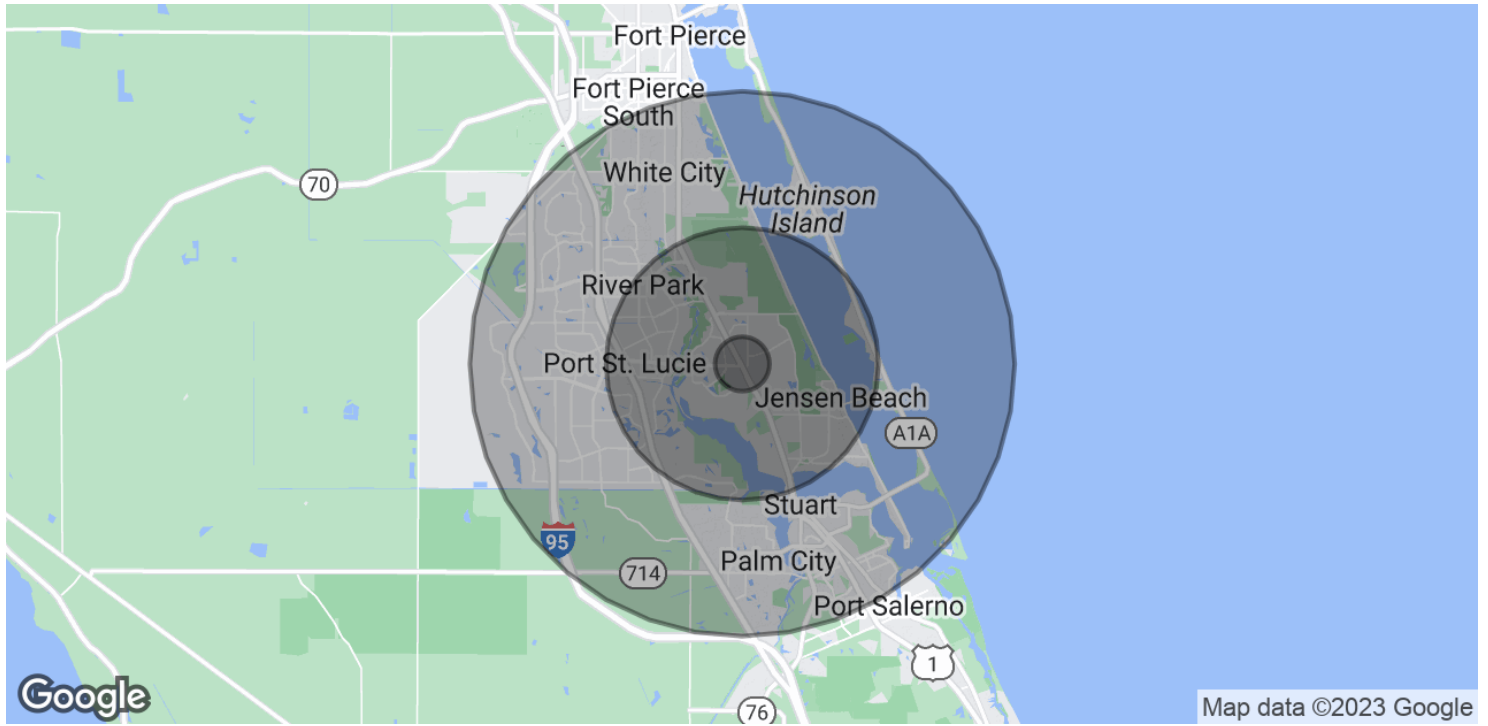 Fort Pierce
Fort Pierce
South
White City
70
Hutchinson
Island
River Park
Port St. Lucie
Jensen Beach
A1A
Stuart
95
Palm City
714
Port Salerno
1
Google
76
Map data ©2023 Google